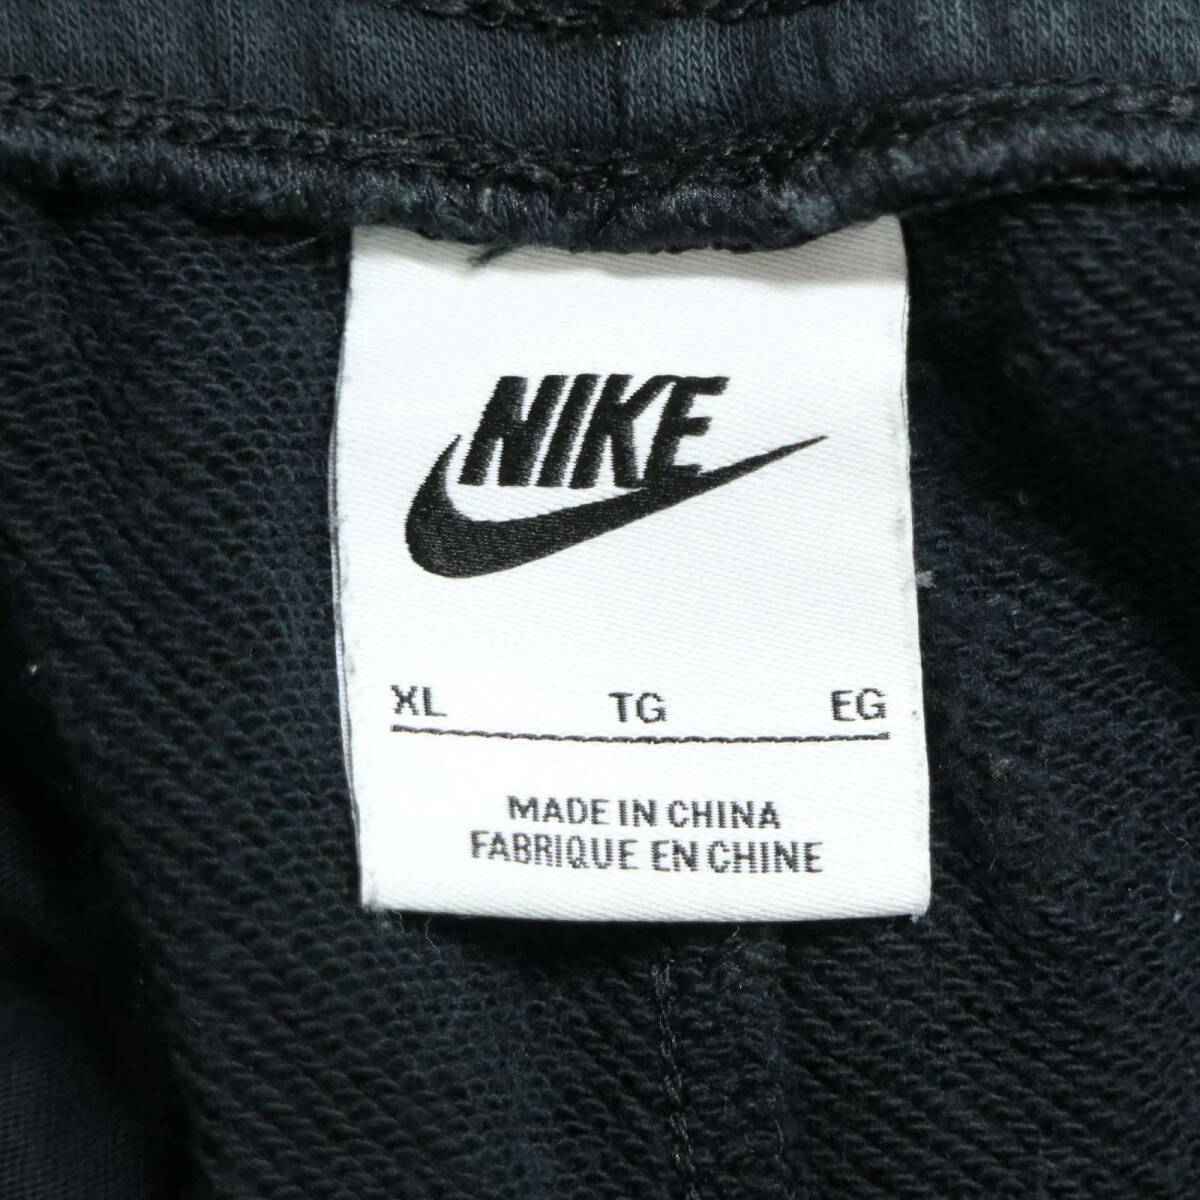 NIKE
XL TG EG
MADE IN CHINA
FABRIQUE EN CHINE